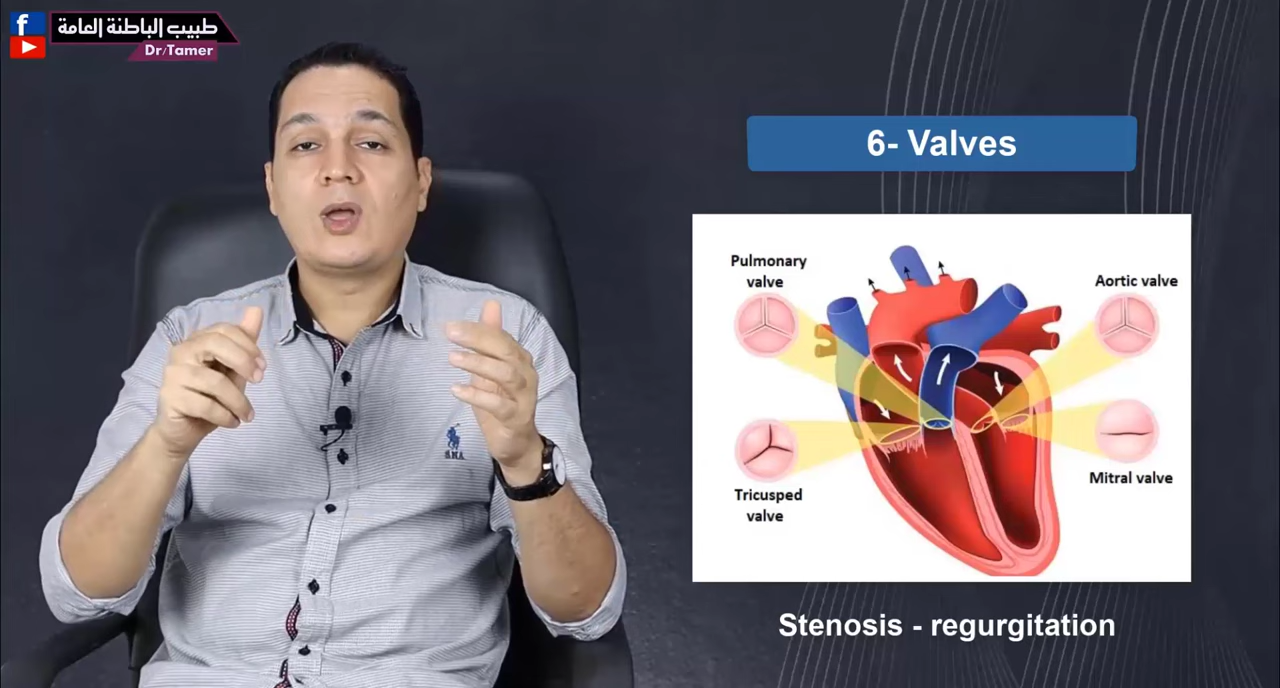 طبيب الباطنة العامة
Dr/Tamer
6- Valves
Pulmonary
valve
Aortic valve
Tricusped
valve
Mitral valve
Stenosis - regurgitation